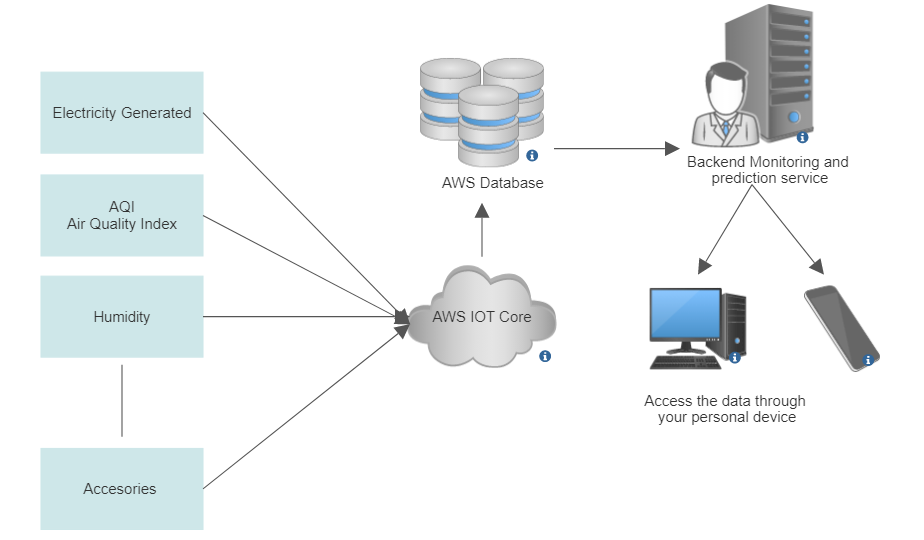 Electricity Generated
AQI
Air Quality Index
Humidity
Accesories
AWS Database
AWS IOT Core
Backend Monitoring and
prediction service
Access the data through
your personal device